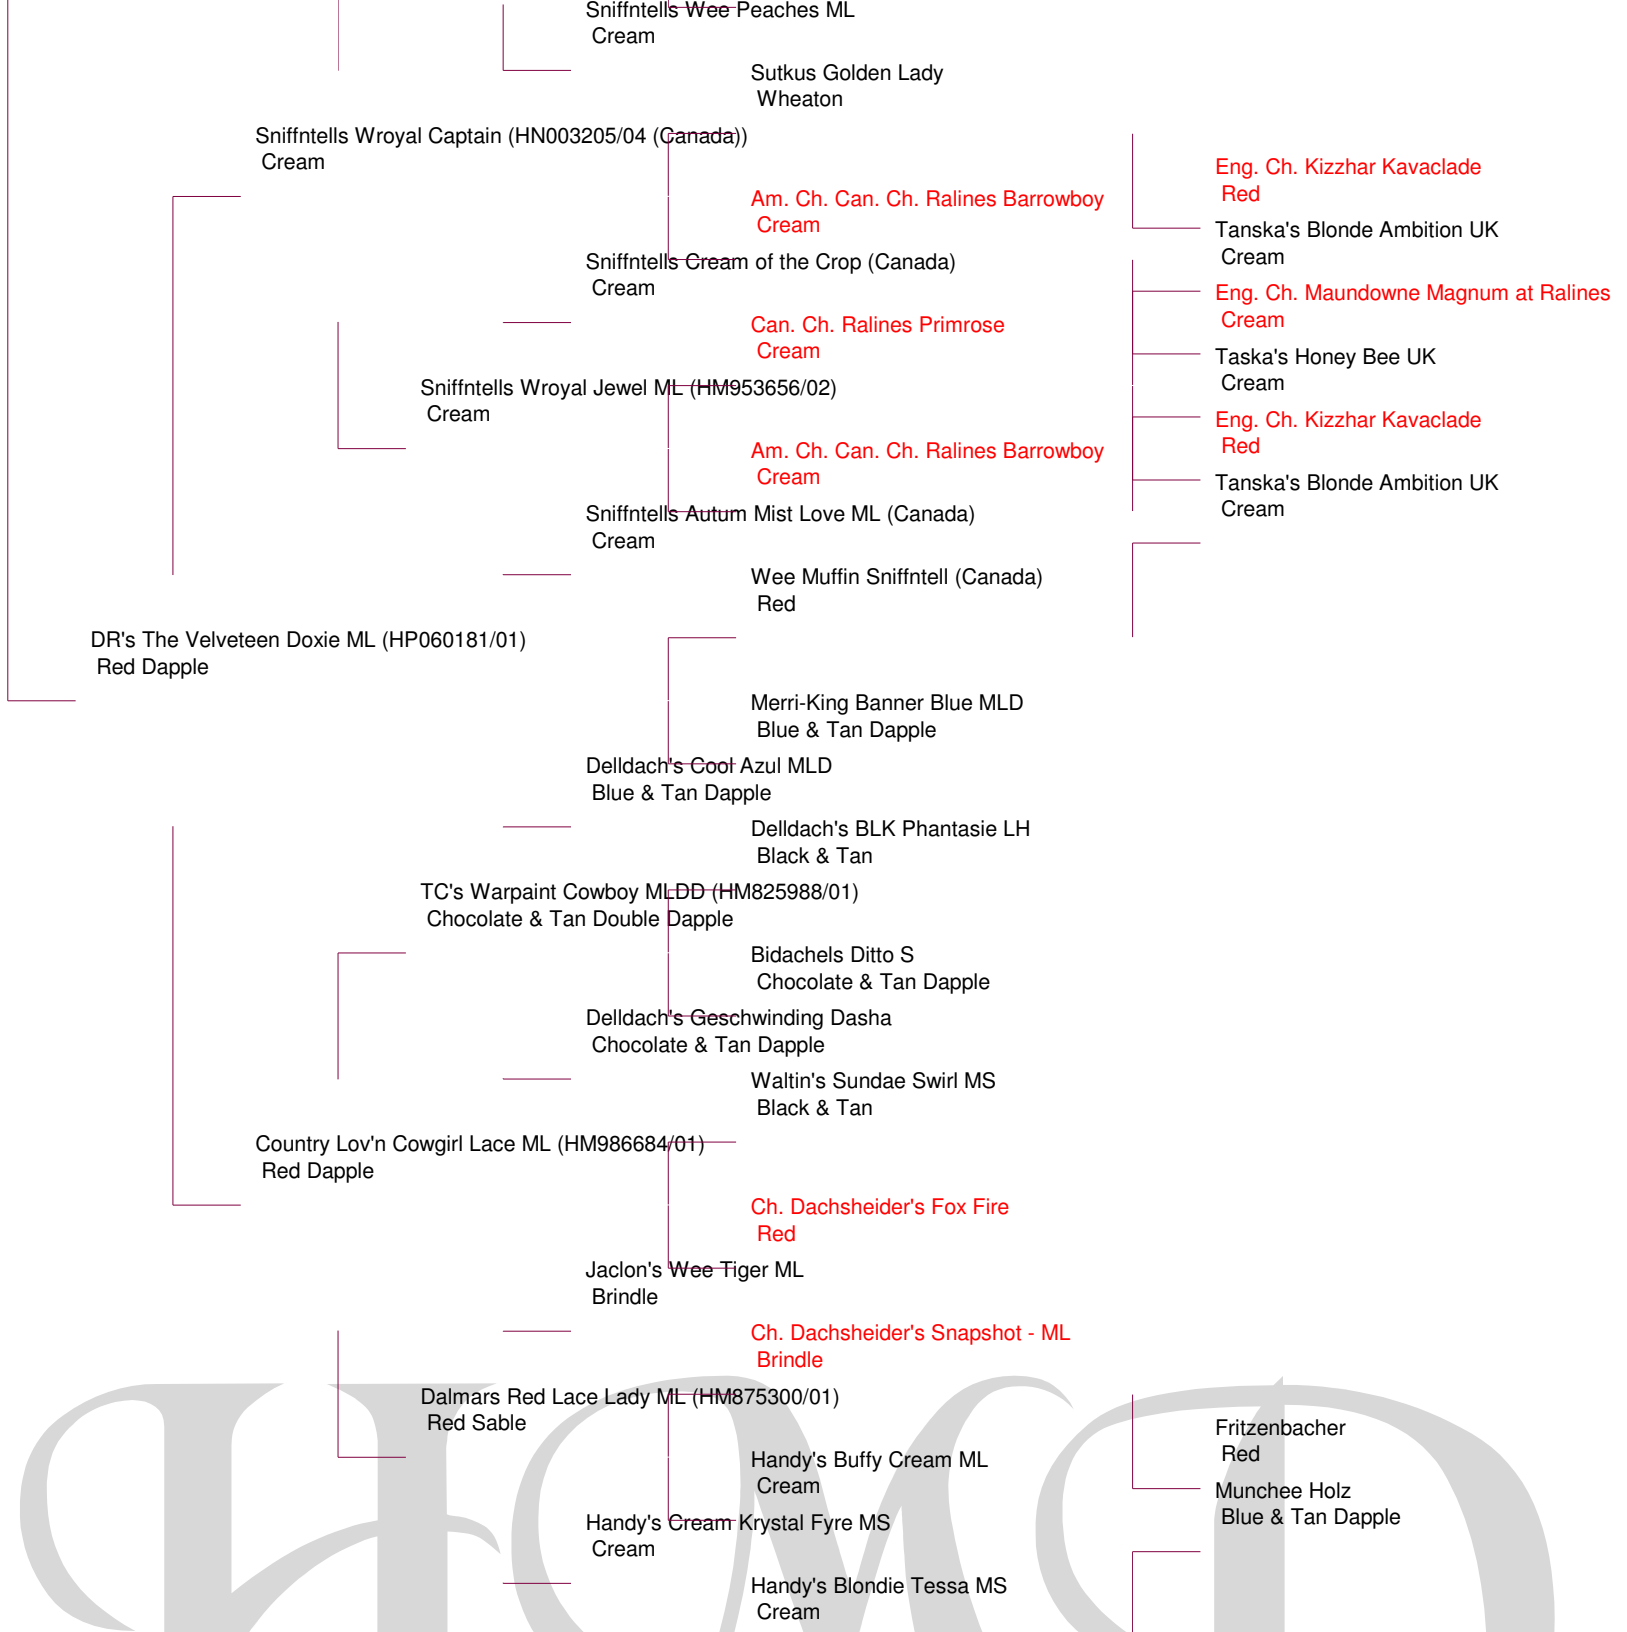 Sniffntells Wee Peaches ML
Cream
Sutkus Golden Lady
Wheaton
Sniffntells Wroyal Captain (HN003205/04 (Canada))
Cream
Eng. Ch. Kizzhar Kavaclade
Red
Am. Ch. Can. Ch. Ralines Barrowboy
Cream
Tanska's Blonde Ambition UK
Cream
Sniffntells Cream of the Crop (Canada)
Cream
Eng. Ch. Maundowne Magnum at Ralines
Cream
Can. Ch. Ralines Primrose
Cream
Taska's Honey Bee UK
Cream
Sniffntells Wroyal Jewel ML (HM953656/02)
Cream
Eng. Ch. Kizzhar Kavaclade
Red
Am. Ch. Can. Ch. Ralines Barrowboy
Cream
Tanska's Blonde Ambition UK
Cream
Sniffntells Autum Mist Love ML (Canada)
Cream
Wee Muffin Sniffntell (Canada)
Red
DR's The Velveteen Doxie ML (HP060181/01)
Red Dapple
Merri-King Banner Blue MLD
Blue & Tan Dapple
Delldach's Cool Azul MLD
Blue & Tan Dapple
Delldach's BLK Phantasie LH
Black & Tan
TC's Warpaint Cowboy MLDD (HM825988/01)
Chocolate & Tan Double Dapple
Bidachels Ditto S
Chocolate & Tan Dapple
Delldach's Geschwinding Dasha
Chocolate & Tan Dapple
Waltin's Sundae Swirl MS
Black & Tan
Country Lov'n Cowgirl Lace ML (HM986684/01)
Red Dapple
Ch. Dachsheider's Fox Fire
Red
Jaclon's Wee Tiger ML
Brindle
Ch. Dachsheider's Snapshot - ML
Brindle
Dalmars Red Lace Lady ML (HM875300/01)
Red Sable
Fritzenbacher
Red
Handy's Buffy Cream ML
Cream
Munchee Holz
Blue & Tan Dapple
Handy's Cream Krystal Fyre MS
Cream
Handy's Blondie Tessa MS
Cream
HMD